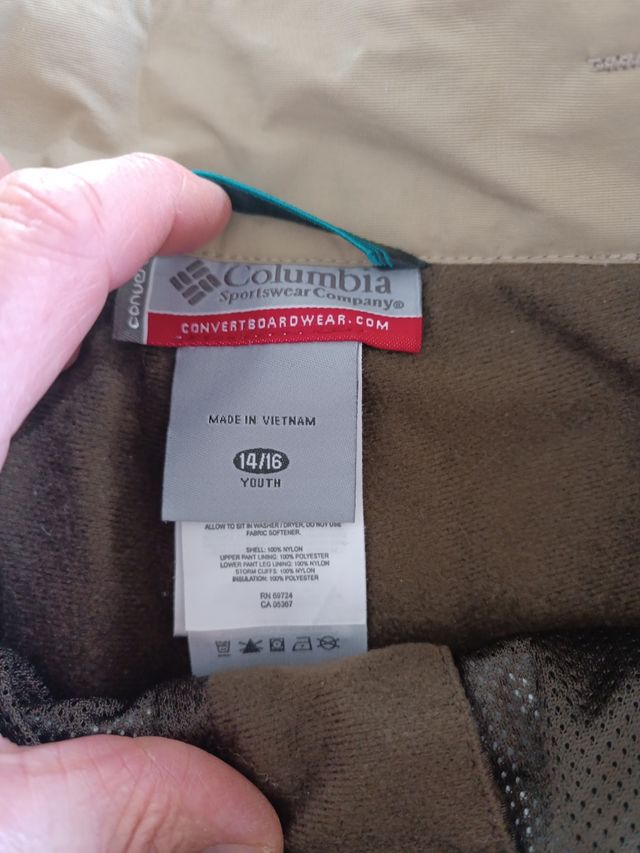 Columbia
Sportswear Company®
CONVERTBOARDWEAR.COM
MADE IN VIETNAM
14/16
YOUTH
ALLOW TO SIT IN WASHER / DRYER, DO NOT USE
FABRIC SOFTENER.
SHELL: 100% NYLON
UPPER PANT LINING: 100% POLYESTER
LOWER PANT LEG LINING: 100% NYLON
STORM CUFFS: 100% NYLON
INSULATION: 100% POLYESTER
RN 69724
CA 05367